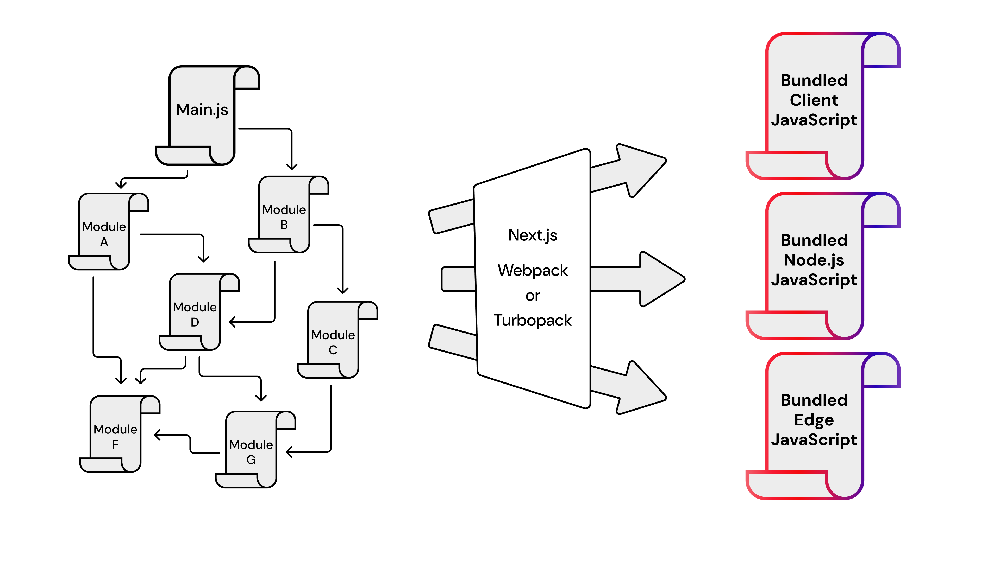 Main.js
Module
A
Module
B
Module
D
Module
C
Module
F
Module
G
Next.js
Webpack
or
Turbopack
Bundled
Client
JavaScript
Bundled
Node.js
JavaScript
Bundled
Edge
JavaScript